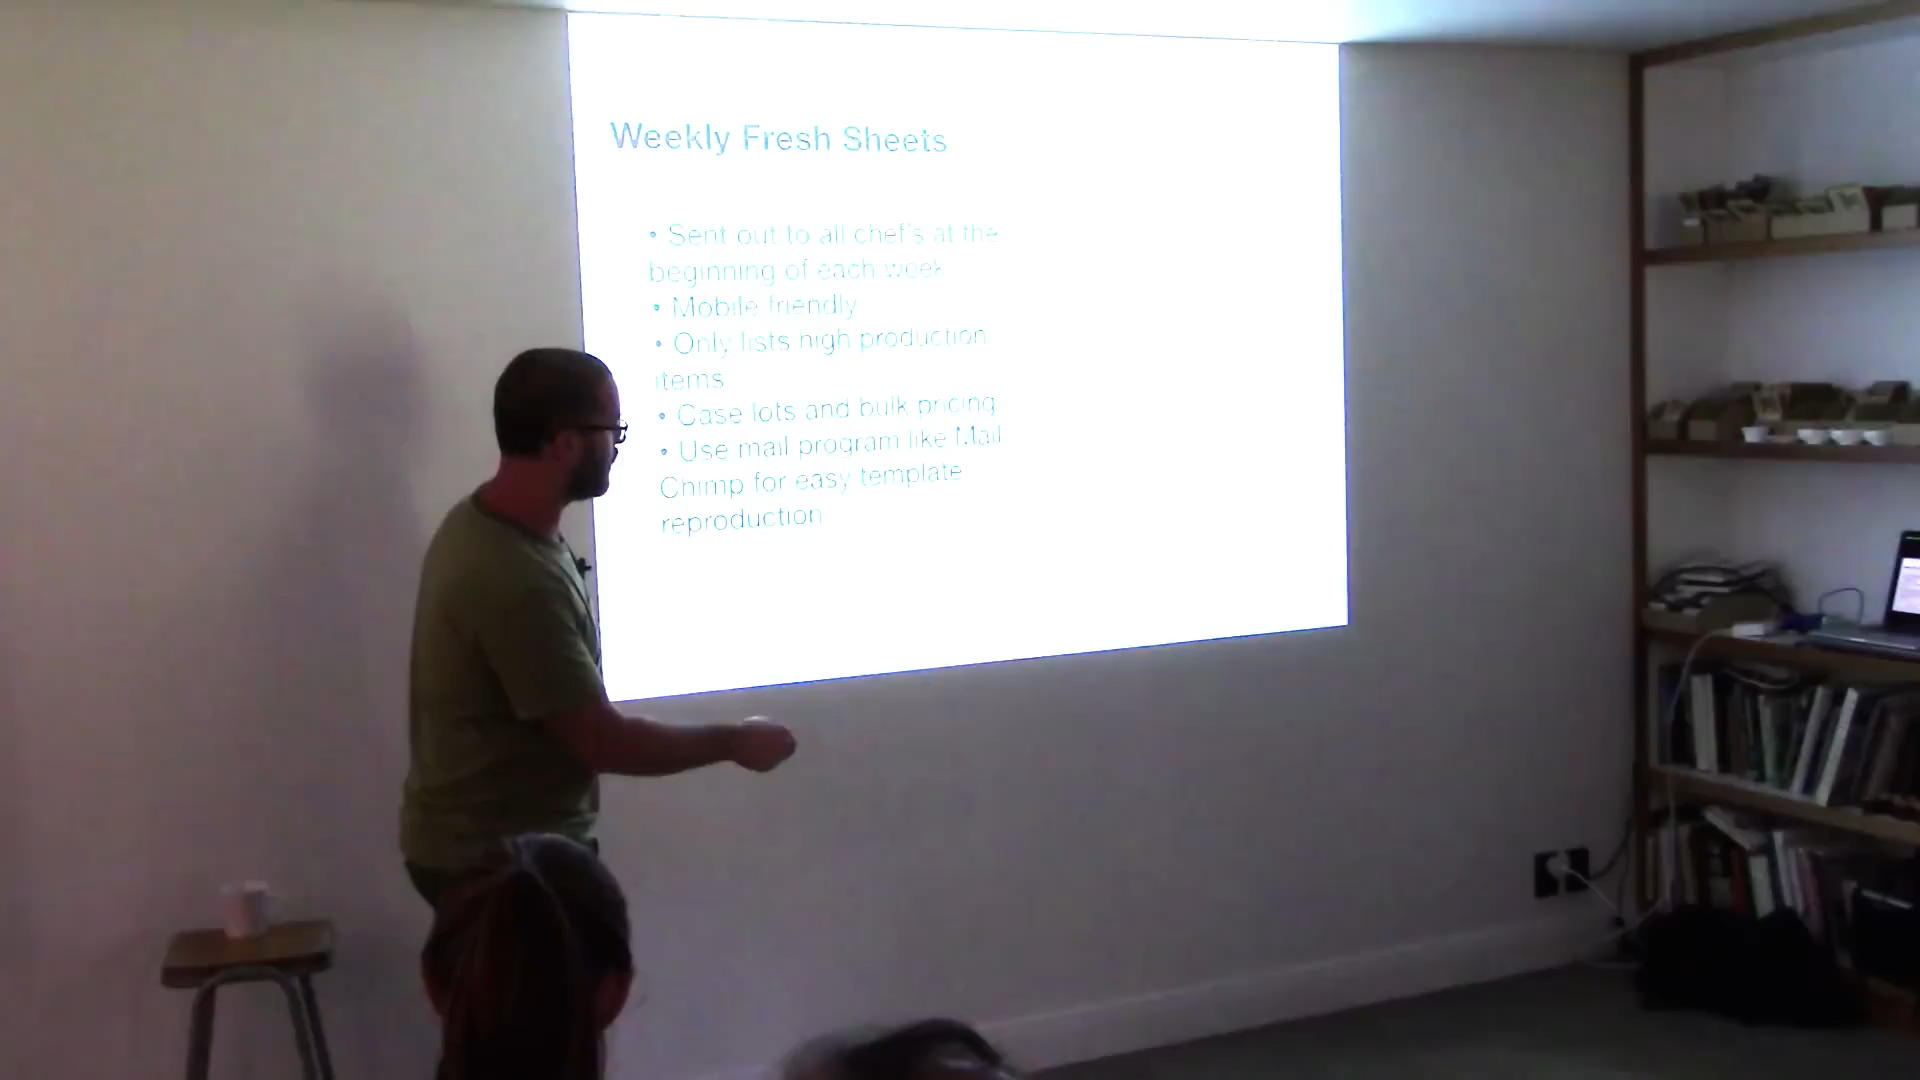 Weekly Fresh Sheets
• Sent out to all chef's at the
beginning of each week
• Mobile friendly
• Only lists high production
items
• Case lots and bulk pricing
• Use mail program like Mail
Chimp for easy template
reproduction